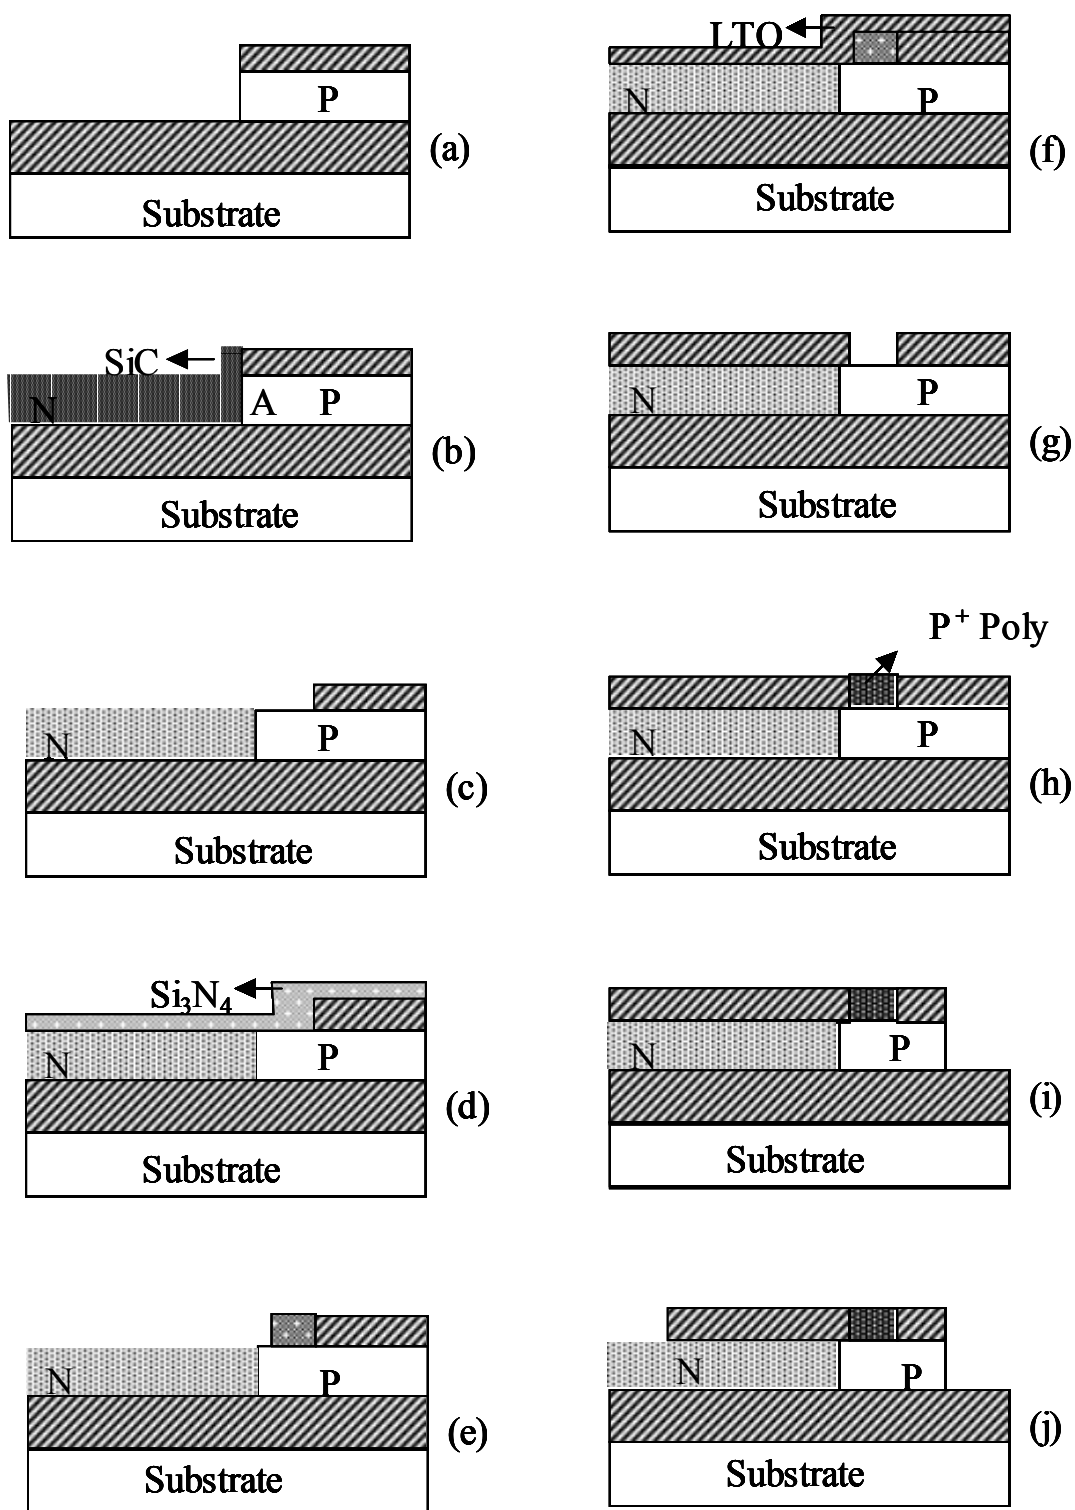 P
(a)
Substrate
SiC
N A P
(b)
Substrate
P
N
(c)
Substrate
Si₃N₄
P
N
(d)
Substrate
N P
(e)
Substrate
LTO
N P
(f)
Substrate
P
N
(g)
Substrate
P⁺ Poly
P
N
(h)
Substrate
P
N
(i)
Substrate
N P
(j)
Substrate